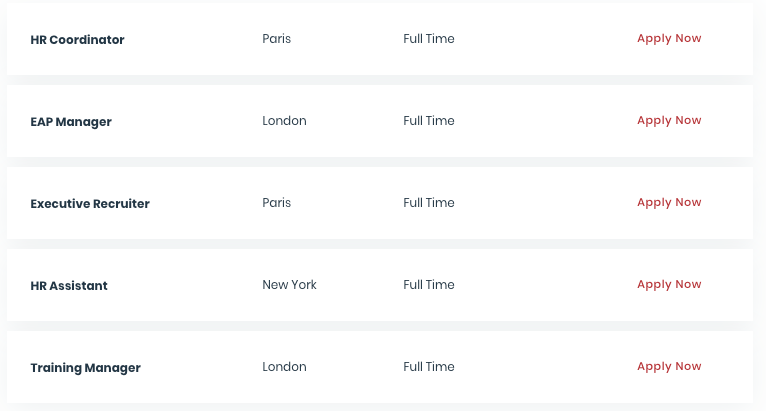 HR Coordinator Paris Full Time Apply Now
EAP Manager London Full Time Apply Now
Executive Recruiter Paris Full Time Apply Now
HR Assistant New York Full Time Apply Now
Training Manager London Full Time Apply Now